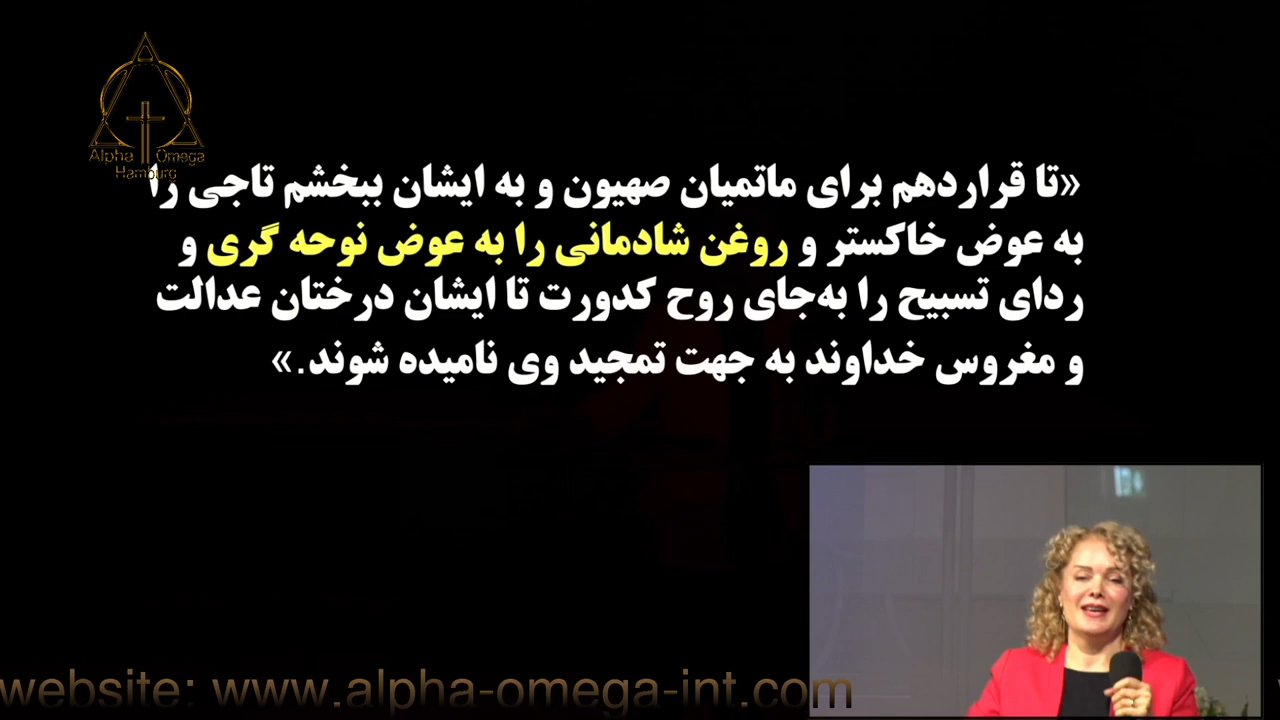 Alpha Omega
Hamburg
«تا قراردهم برای ماتمیان صهیون و به ایشان ببخشم تاجی را
به عوض خاکستر و روغن شادمانی را به عوض نوحه گری و
ردای تسبیح را به‌جای روح کدورت تا ایشان درختان عدالت
و مغروس خداوند به جهت تمجید وی نامیده شوند.»
website: www.alpha-omega-int.com